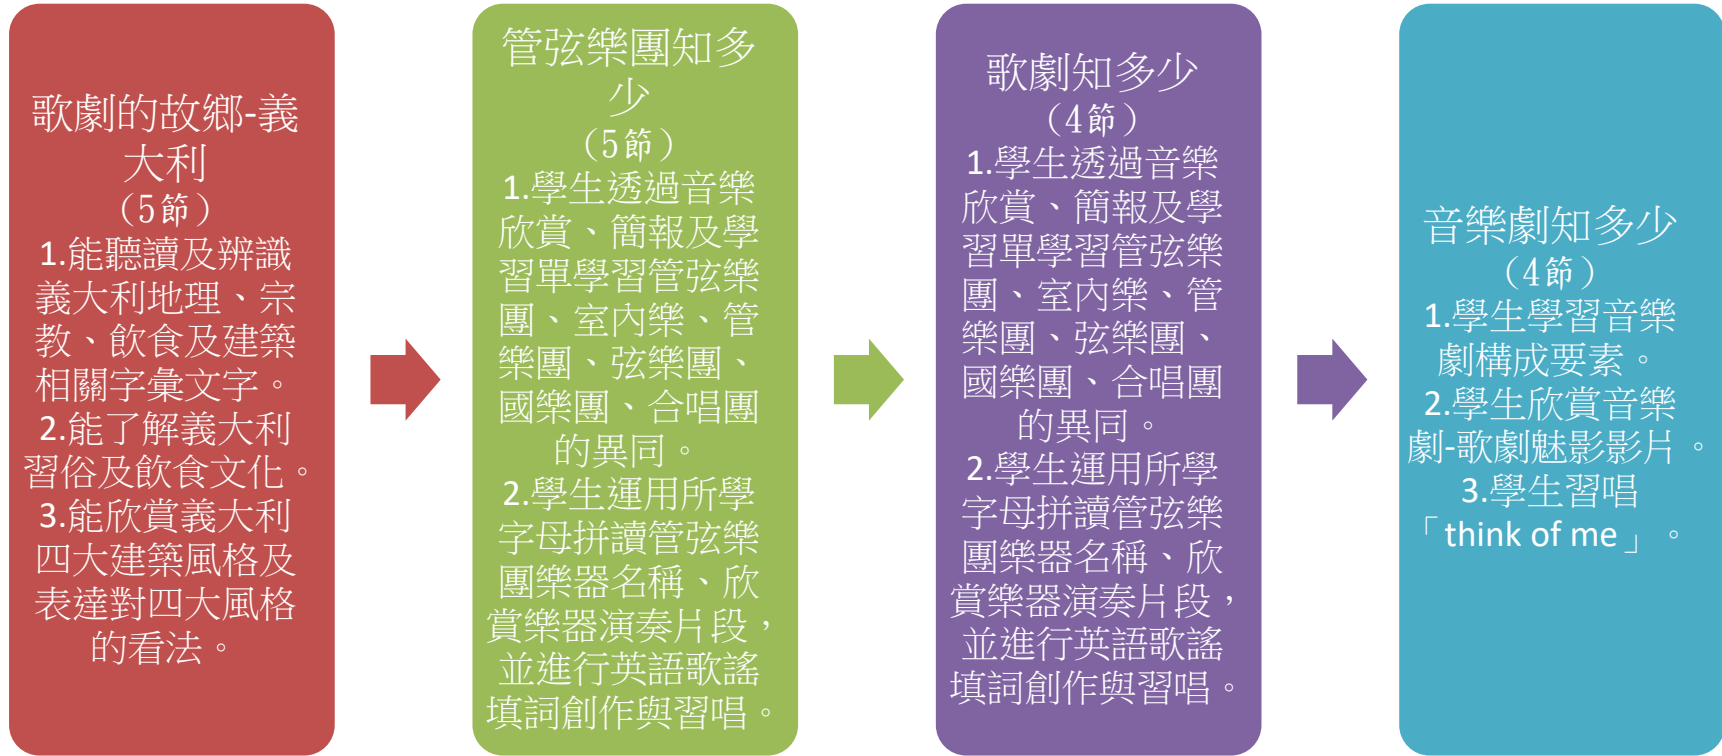 歌劇的故鄉-義
大利
（5節）
1.能聽讀及辨識
義大利地理、宗
教、飲食及建築
相關字彙文字。
2.能了解義大利
習俗及飲食文化。
3.能欣賞義大利
四大建築風格及
表達對四大風格
的看法。
管弦樂團知多
少
（5節）
1.學生透過音樂
欣賞、簡報及學
習單學習管弦樂
團、室內樂、管
樂團、弦樂團、
國樂團、合唱團
的異同。
2.學生運用所學
字母拼讀管弦樂
團樂器名稱、欣
賞樂器演奏片段，
並進行英語歌謠
填詞創作與習唱。
歌劇知多少
（4節）
1.學生透過音樂
欣賞、簡報及學
習單學習管弦樂
團、室內樂、管
樂團、弦樂團、
國樂團、合唱團
的異同。
2.學生運用所學
字母拼讀管弦樂
團樂器名稱、欣
賞樂器演奏片段，
並進行英語歌謠
填詞創作與習唱。
音樂劇知多少
（4節）
1.學生學習音樂
劇構成要素。
2.學生欣賞音樂
劇-歌劇魅影影片。
3.學生習唱
「think of me」。